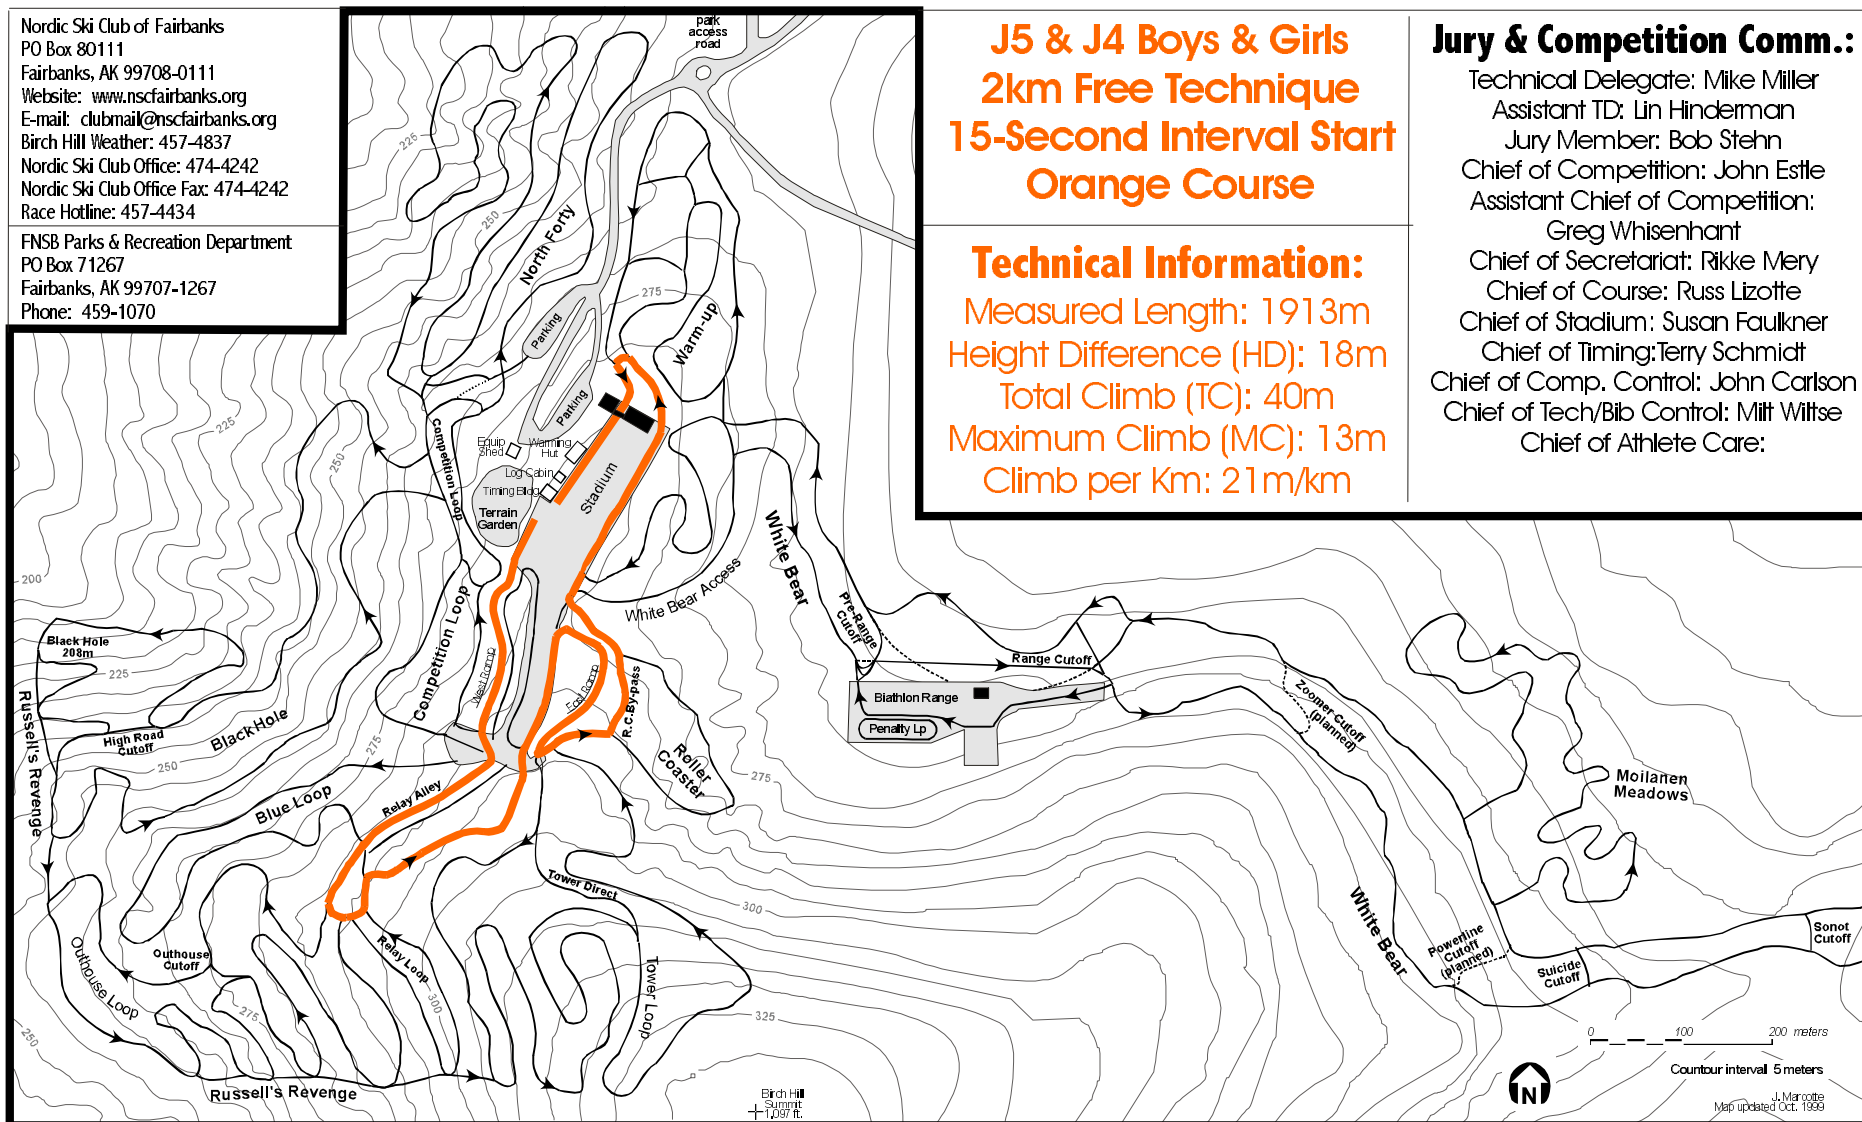 Nordic Ski Club of Fairbanks
PO Box 80111
Fairbanks, AK 99708-0111
Website: www.nscfairbanks.org
E-mail: clubmail@nscfairbanks.org
Birch Hill Weather: 457-4837
Nordic Ski Club Office: 474-4242
Nordic Ski Club Office Fax: 474-4242
Race Hotline: 457-4434
FNSB Parks & Recreation Department
PO Box 71267
Fairbanks, AK 99707-1267
Phone: 459-1070
J5 & J4 Boys & Girls
2km Free Technique
15-Second Interval Start
Orange Course
Technical Information:
Measured Length: 1913m
Height Difference (HD): 18m
Total Climb (TC): 40m
Maximum Climb (MC): 13m
Climb per Km: 21m/km
Jury & Competition Comm.:
Technical Delegate: Mike Miller
Assistant TD: Lin Hinderman
Jury Member: Bob Stehn
Chief of Competition: John Estle
Assistant Chief of Competition:
Greg Whisenhant
Chief of Secretariat: Rikke Mery
Chief of Course: Russ Lizotte
Chief of Stadium: Susan Faulkner
Chief of Timing:Terry Schmidt
Chief of Comp. Control: John Carlson
Chief of Tech/Bib Control: Milt Wiltse
Chief of Athlete Care:
park
access
road
225
250
North Forty
275
Warm-up
Parking
Parking
Equip
Shed
Warming
Hut
Log Cabin
Timing Bldg
Stadium
Terrain
Garden
Competition Loop
225
250
200
White Bear Access
White Bear
Pre-Range
Cutoff
Range Cutoff
Biathlon Range
Penalty Lp
Zoomer Cutoff
(planned)
Moilanen
Meadows
Black Hole
208m
225
High Road
Cutoff
250
Black Hole
Russell's Revenge
Competition Loop
West Ramp
East Ramp
R.C.By-pass
Roller
Coaster
275
275
Blue Loop
Relay Alley
Tower Direct
300
Outhouse
Cutoff
Outhouse Loop
Relay Loop
300
275
250
Tower Loop
325
Russell's Revenge
Birch Hill
Summit
1,097 ft.
White Bear
Powerline
Cutoff
(planned)
Suicide
Cutoff
Sonot
Cutoff
0 100 200 meters
Countour interval 5 meters
N
J. Marcotte
Map updated Oct. 1999